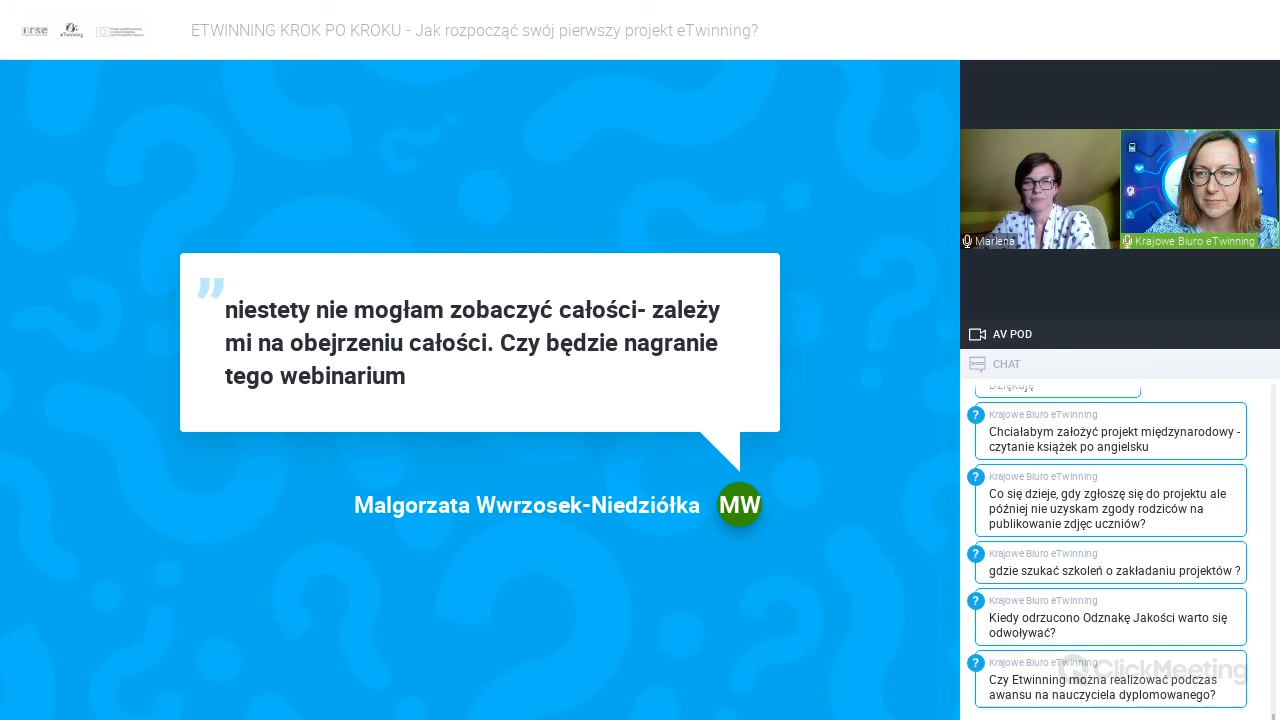 frse
eTwinning
ETWINNING KROK PO KROKU - Jak rozpocząć swój pierwszy projekt eTwinning?
niestety nie mogłam zobaczyć całości- zależy
mi na obejrzeniu całości. Czy będzie nagranie
tego webinarium
Malgorzata Wwrzosek-Niedziółka
MW
Marlena
Krajowe Biuro eTwinning
AV POD
CHAT
Dziękuję
Krajowe Biuro eTwinning
Chciałabym założyć projekt międzynarodowy -
czytanie książek po angielsku
Krajowe Biuro eTwinning
Co się dzieje, gdy zgłoszę się do projektu ale
później nie uzyskam zgody rodziców na
publikowanie zdjęc uczniów?
Krajowe Biuro eTwinning
gdzie szukać szkoleń o zakładaniu projektów ?
Krajowe Biuro eTwinning
Kiedy odrzucono Odznakę Jakości warto się
odwoływać?
Krajowe Biuro eTwinning
Czy Etwinning można realizować podczas
awansu na nauczyciela dyplomowanego?
ClickMeeting